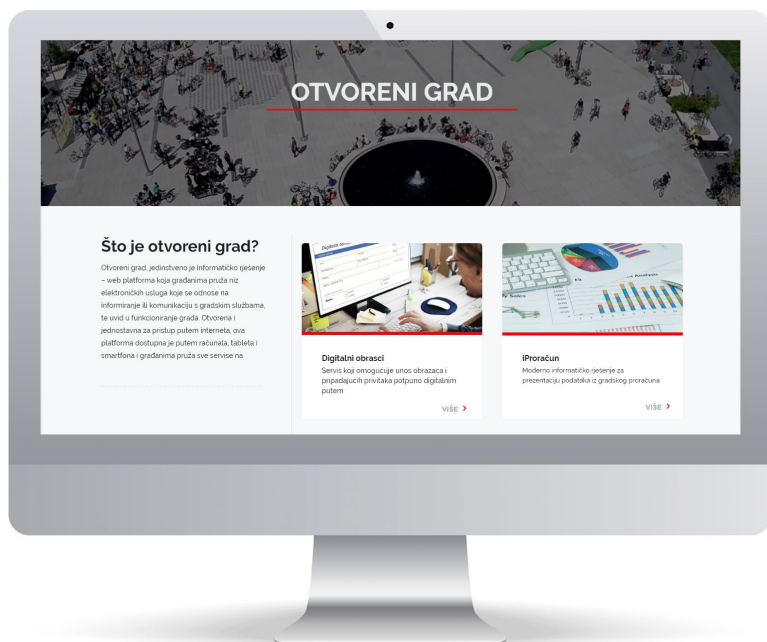 OTVORENI GRAD
Što je otvoreni grad?
Otvoreni grad, jedinstveno je informatičko rješenje
– web platforma koja građanima pruža niz
elektroničkih usluga koje se odnose na
informiranje ili komunikaciju s gradskim službama,
te uvid u funkcioniranje grada. Otvorena i
jednostavna za pristup putem interneta, ova
platforma dostupna je putem računala, tableta i
smartfona i građanima pruža sve servise na
Digitalni obrasci
Servis koji omogućuje unos obrazaca i
pripadajućih privitaka potpuno digitalnim
putem
VIŠE
Analysis
y Sales
iProračun
Moderno informatičko rješenje za
prezentaciju podataka iz gradskog proračuna
VIŠE